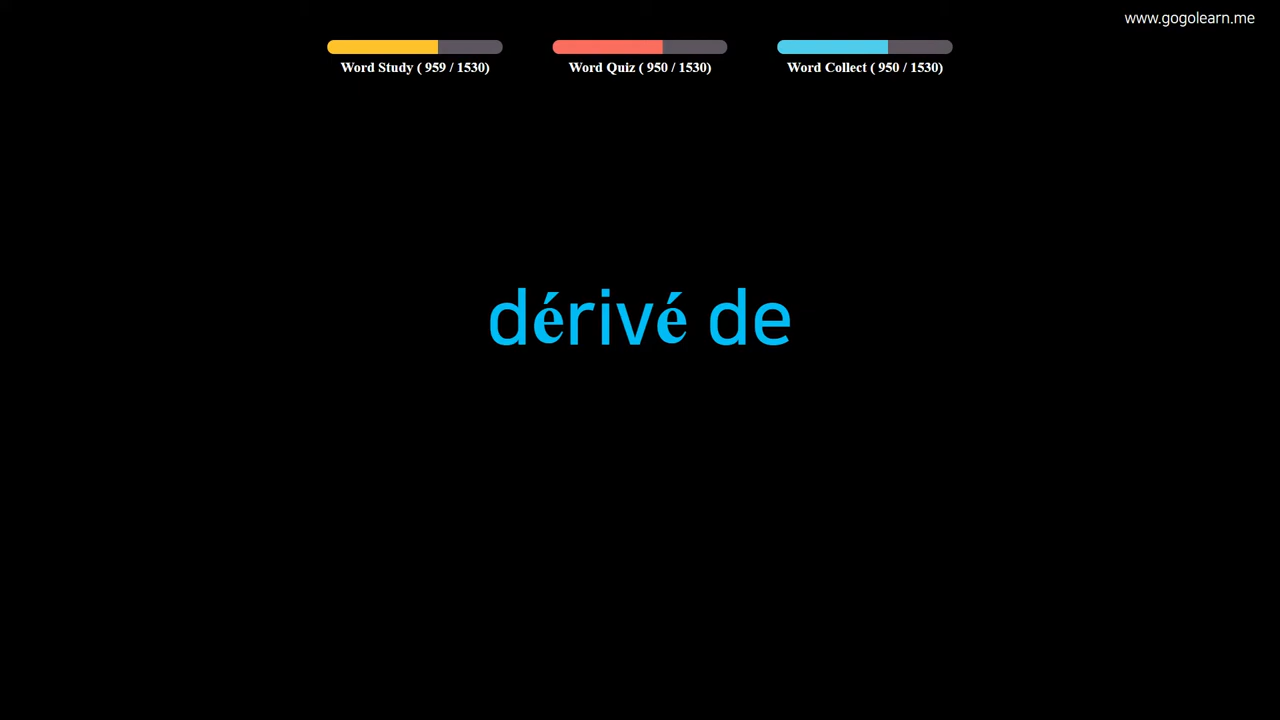 www.gogolearn.me
Word Study ( 959 / 1530)
Word Quiz ( 950 / 1530)
Word Collect ( 950 / 1530)
dérivé de